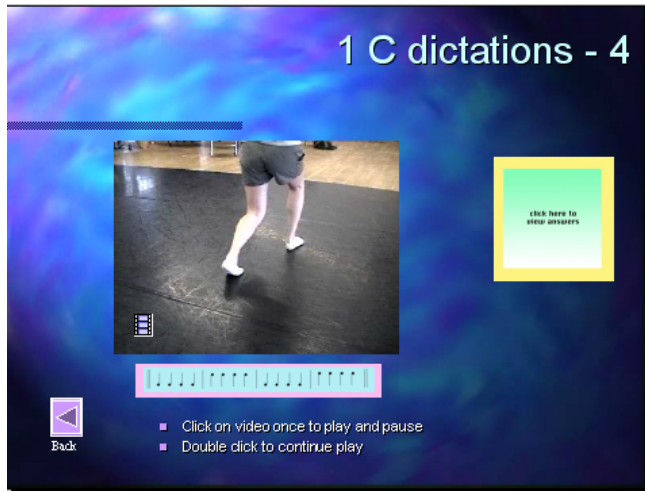 1 C dictations - 4
click here to
view answers
Click on video once to play and pause
Double click to continue play
Back